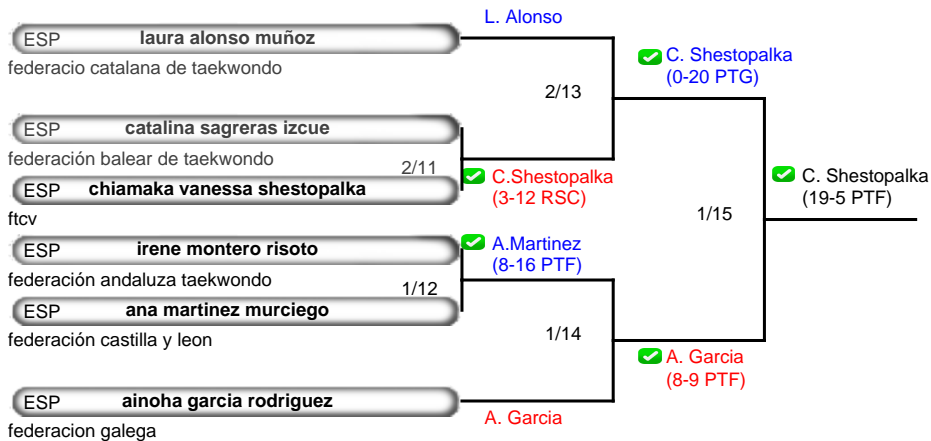 L. Alonso
ESP laura alonso muñoz
federacio catalana de taekwondo
C. Shestopalka
(0-20 PTG)
2/13
ESP catalina sagreras izcue
federación balear de taekwondo
2/11
C.Shestopalka
(3-12 RSC)
ESP chiamaka vanessa shestopalka
ftcv
C. Shestopalka
(19-5 PTF)
1/15
ESP irene montero risoto
federación andaluza taekwondo
A.Martinez
(8-16 PTF)
1/12
ESP ana martinez murciego
federación castilla y leon
1/14
A. Garcia
(8-9 PTF)
ESP ainoha garcia rodriguez
federacion galega
A. Garcia